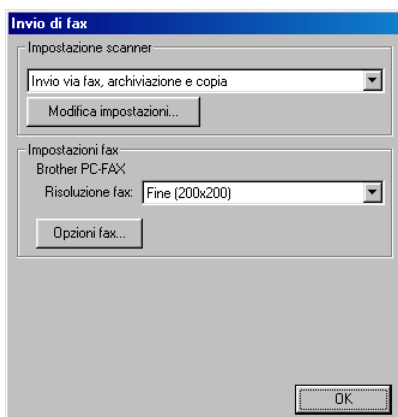 Invio di fax
Impostazione scanner
Invio via fax, archiviazione e copia
Modifica impostazioni...
Impostazioni fax
Brother PC-FAX
Risoluzione fax: Fine (200x200)
Opzioni fax...
OK